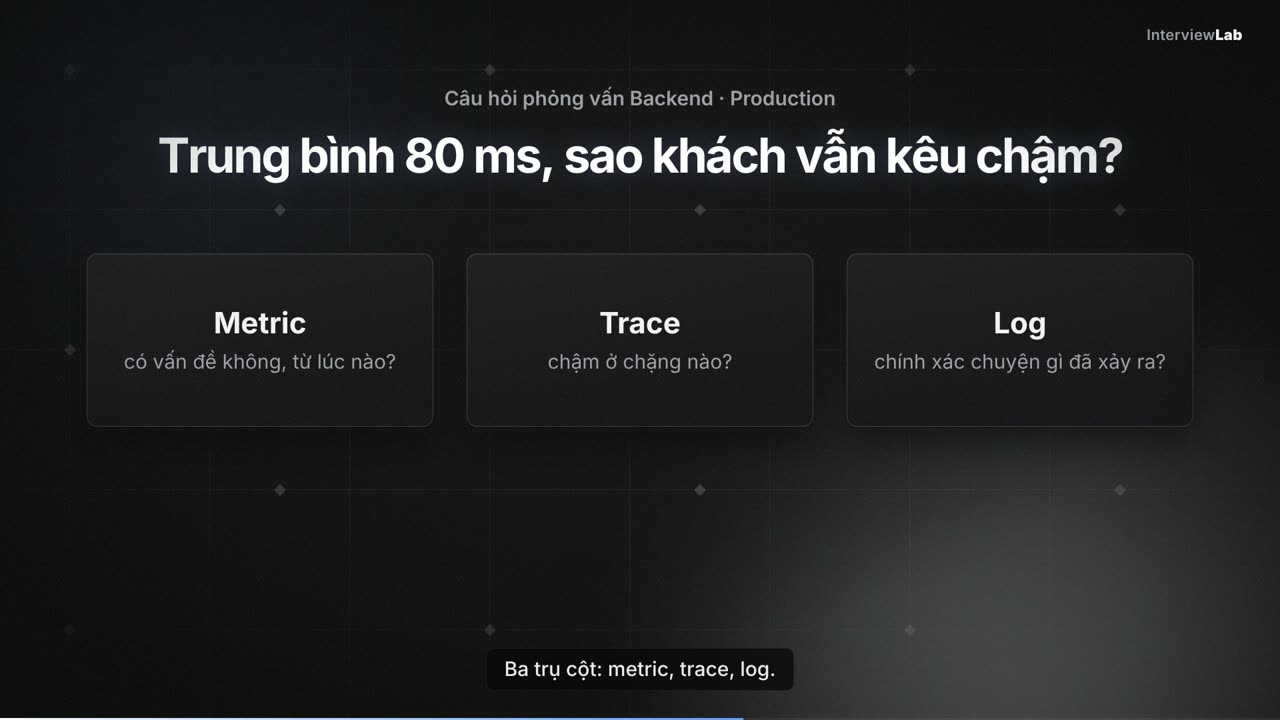 InterviewLab
Câu hỏi phỏng vấn Backend · Production
Trung bình 80 ms, sao khách vẫn kêu chậm?
Metric
có vấn đề không, từ lúc nào?
Trace
chậm ở chặng nào?
Log
chính xác chuyện gì đã xảy ra?
Ba trụ cột: metric, trace, log.